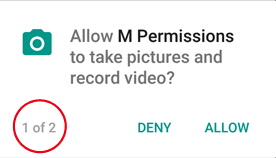 Allow M Permissions
to take pictures and
record video?
1 of 2 DENY ALLOW